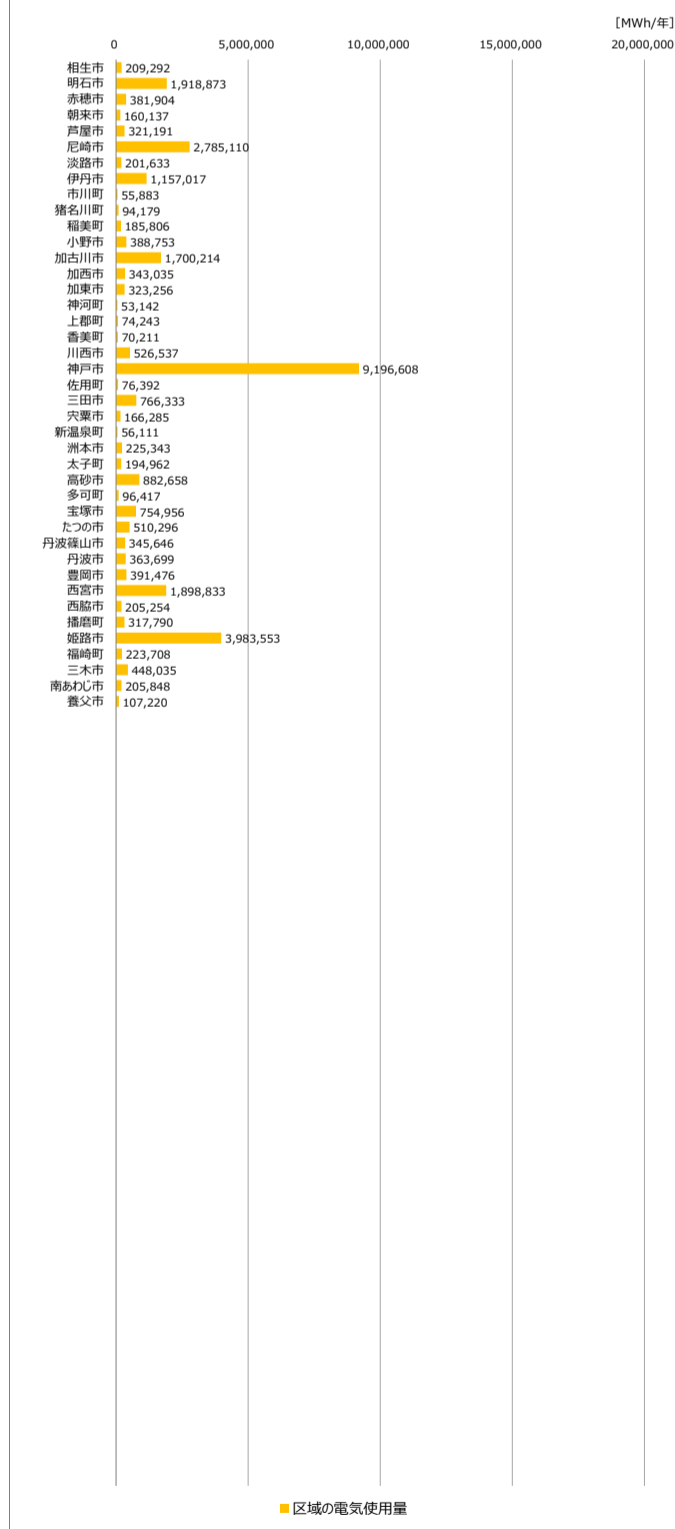 [MWh/年]
0 5,000,000 10,000,000 15,000,000 20,000,000
相生市 209,292
明石市 1,918,873
赤穂市 381,904
朝来市 160,137
芦屋市 321,191
尼崎市 2,785,110
淡路市 201,633
伊丹市 1,157,017
市川町 55,883
猪名川町 94,179
稲美町 185,806
小野市 388,753
加古川市 1,700,214
加西市 343,035
加東市 323,256
神河町 53,142
上郡町 74,243
香美町 70,211
川西市 526,537
神戸市 9,196,608
佐用町 76,392
三田市 766,333
宍粟市 166,285
新温泉町 56,111
洲本市 225,343
太子町 194,962
高砂市 882,658
多可町 96,417
宝塚市 754,956
たつの市 510,296
丹波篠山市 345,646
丹波市 363,699
豊岡市 391,476
西宮市 1,898,833
西脇市 205,254
播磨町 317,790
姫路市 3,983,553
福崎町 223,708
三木市 448,035
南あわじ市 205,848
養父市 107,220
区域の電気使用量